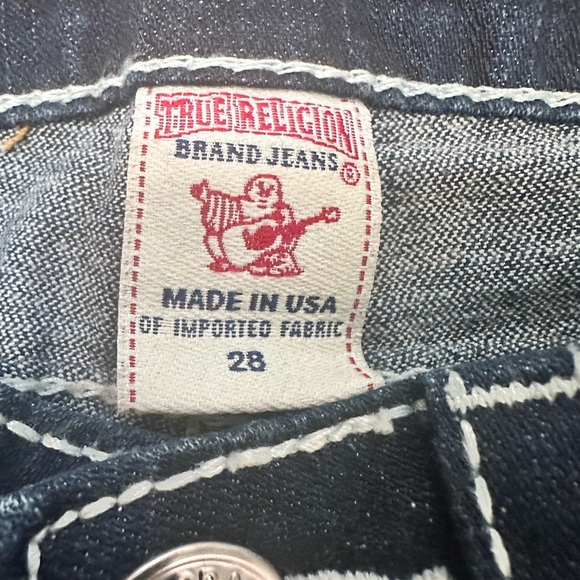 TRUE RELIGION
BRAND JEANS ®
MADE IN USA
OF IMPORTED FABRIC
28